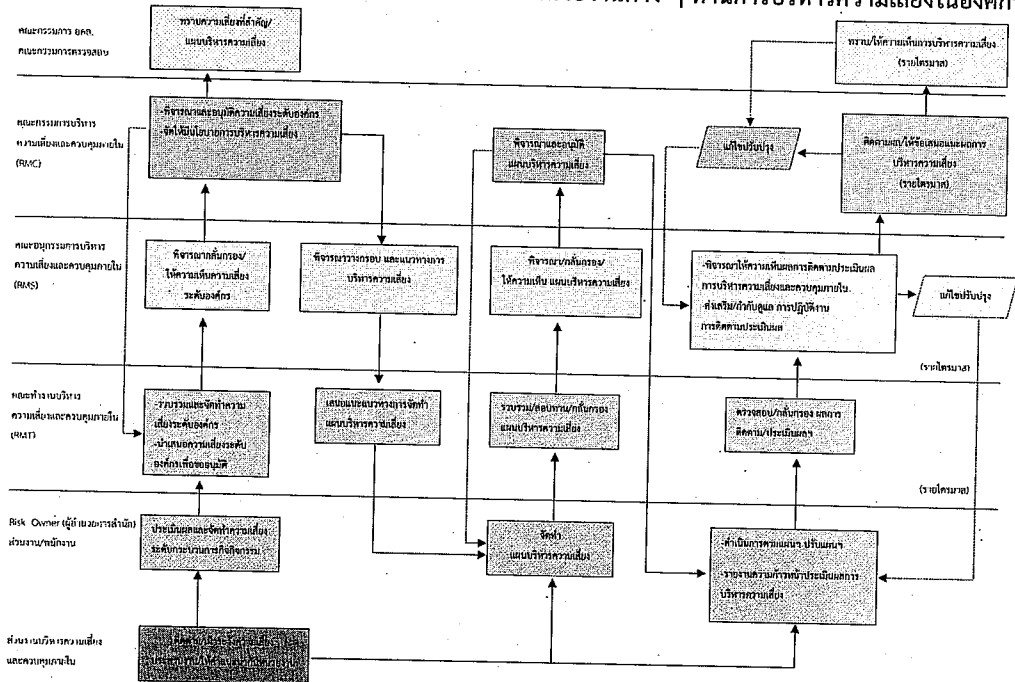 ด้านการบริหารความเสี่ยงในองค์กร
คณะกรรมการ อคส.
คณะกรรมการตรวจสอบ
ทราบความเสี่ยงที่สำคัญ/
แผนบริหารความเสี่ยง
ทราบ/ให้ความเห็นการบริหารความเสี่ยง
(รายไตรมาส)
คณะกรรมการบริหาร
ความเสี่ยงและควบคุมภายใน
(RMC)
-พิจารณาและอนุมัติความเสี่ยงระดับองค์กร
-จัดให้มีนโยบายการบริหารความเสี่ยง
พิจารณาและอนุมัติ
แผนบริหารความเสี่ยง
แก้ไขปรับปรุง
ติดตามผล/ให้ข้อเสนอแนะผลการ
บริหารความเสี่ยง
(รายไตรมาส)
คณะอนุกรรมการบริหาร
ความเสี่ยงและควบคุมภายใน
(RMS)
พิจารณากลั่นกรอง/
ให้ความเห็นความเสี่ยง
ระดับองค์กร
พิจารณาวางกรอบ และแนวทางการ
บริหารความเสี่ยง
พิจารณา/กลั่นกรอง/
ให้ความเห็น แผนบริหารความเสี่ยง
-พิจารณาให้ความเห็นผลการติดตามประเมินผล
การบริหารความเสี่ยงและควบคุมภายใน
-ส่งเสริม/กำกับดูแล การปฏิบัติงาน
การติดตามประเมินผล
แก้ไขปรับปรุง
(รายไตรมาส)
คณะทำงานบริหาร
ความเสี่ยงและควบคุมภายใน
(RMT)
-รวบรวมและจัดทำความ
เสี่ยงระดับองค์กร
-นำเสนอความเสี่ยงระดับ
องค์กรเพื่อขออนุมัติ
เสนอแนะแนวทางการจัดทำ
แผนบริหารความเสี่ยง
รวบรวม/สอบทาน/กลั่นกรอง
แผนบริหารความเสี่ยง
ตรวจสอบ/กลั่นกรอง ผลการ
ติดตาม/ประเมินผลฯ
(รายไตรมาส)
Risk Owner (ผู้อำนวยการสำนัก)
ส่วนงาน/พนักงาน
ประเมินผลและจัดทำความเสี่ยง
ระดับกระบวนการกิจกิจกรรม
จัดทำ
แผนบริหารความเสี่ยง
-ดำเนินการตามแผนฯ ปรับแผนฯ
-รายงานความก้าวหน้าประเมินผลการ
บริหารความเสี่ยง
ส่วนงานบริหารความเสี่ยง
และควบคุมภายใน